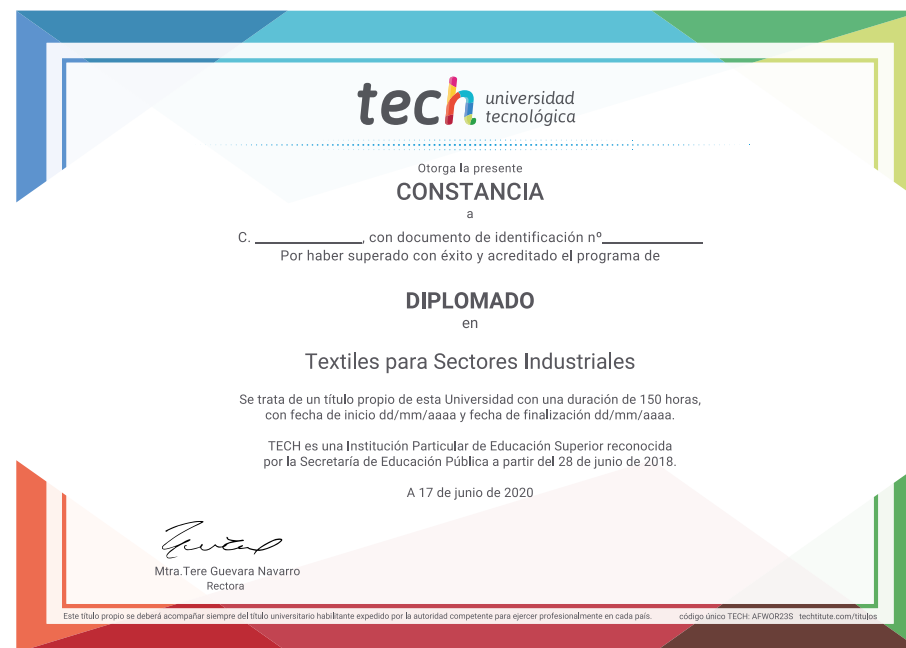 tech universidad
tecnológica
Otorga la presente
CONSTANCIA
a
C. ______________, con documento de identificación nº_____________
Por haber superado con éxito y acreditado el programa de
DIPLOMADO
en
Textiles para Sectores Industriales
Se trata de un título propio de esta Universidad con una duración de 150 horas,
con fecha de inicio dd/mm/aaaa y fecha de finalización dd/mm/aaaa.
TECH es una Institución Particular de Educación Superior reconocida
por la Secretaría de Educación Pública a partir del 28 de junio de 2018.
A 17 de junio de 2020
Mtra.Tere Guevara Navarro
Rectora
Este título propio se deberá acompañar siempre del título universitario habilitante expedido por la autoridad competente para ejercer profesionalmente en cada país. código único TECH: AFWOR23S techtitute.com/titulos